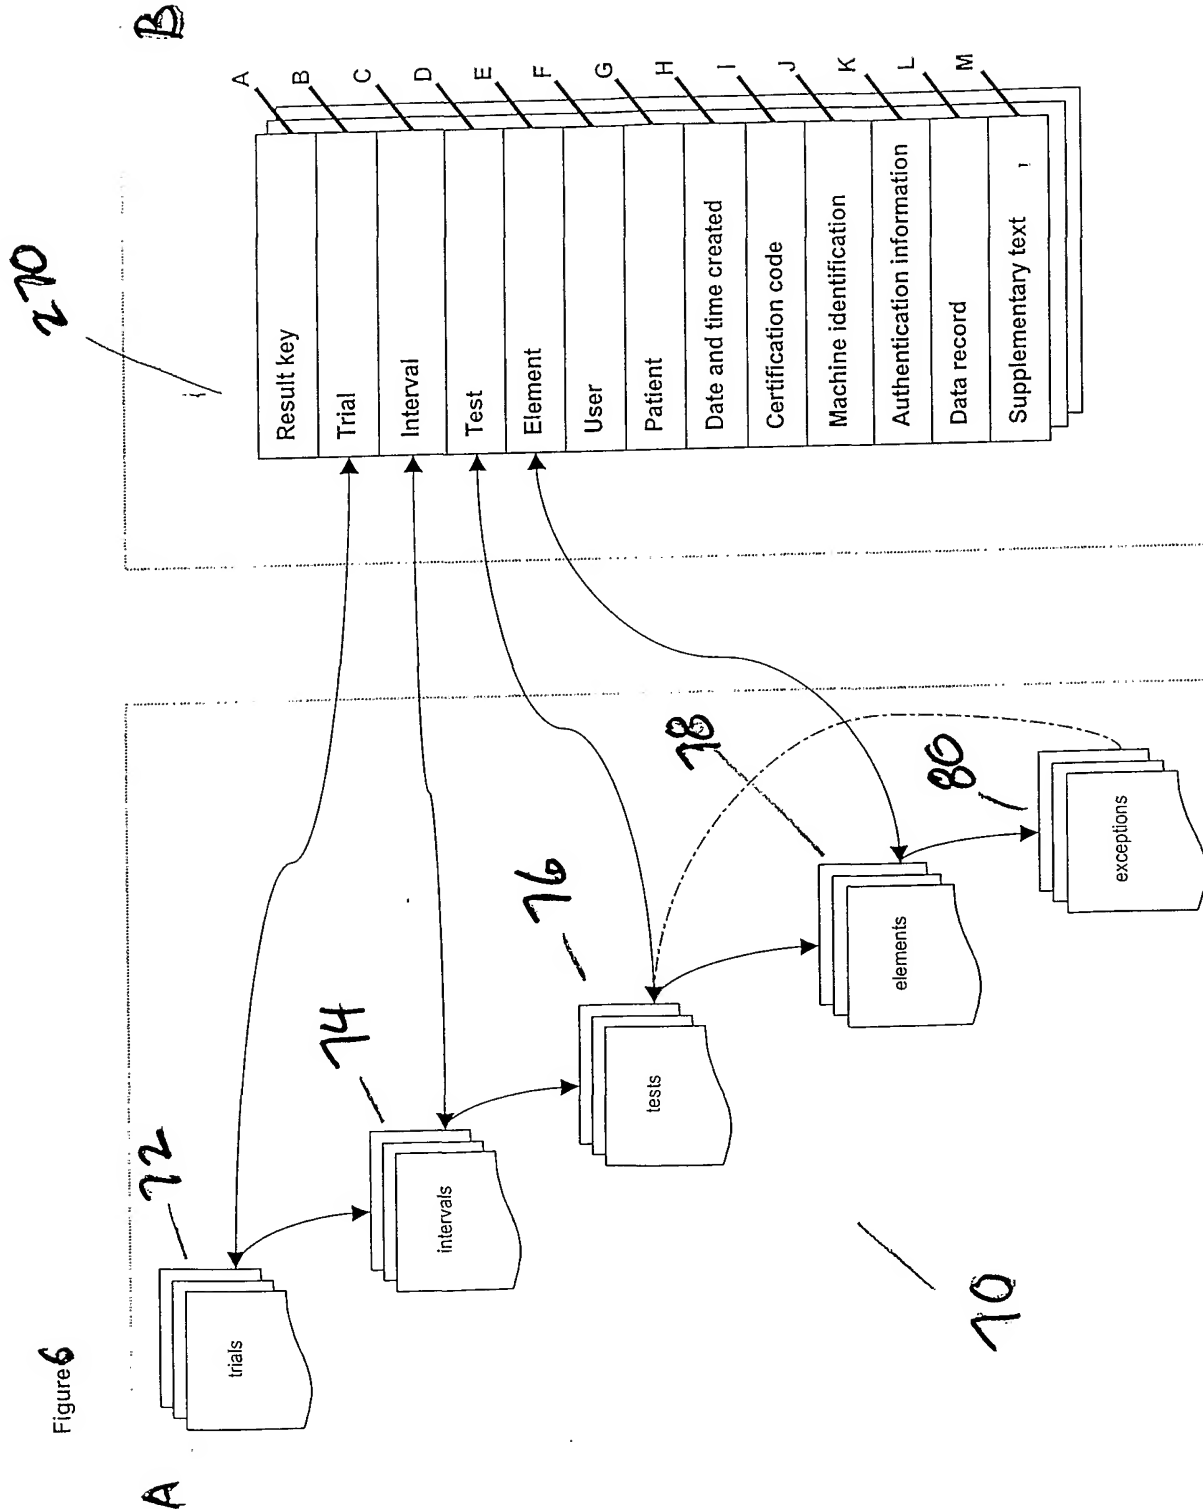 Figure 6
A
B
270
72
trials
74
intervals
76
tests
78
elements
80
exceptions
70
Result key
A
Trial
B
Interval
C
Test
D
Element
E
User
F
Patient
G
Date and time created
H
Certification code
I
Machine identification
J
Authentication information
K
Data record
L
Supplementary text
M